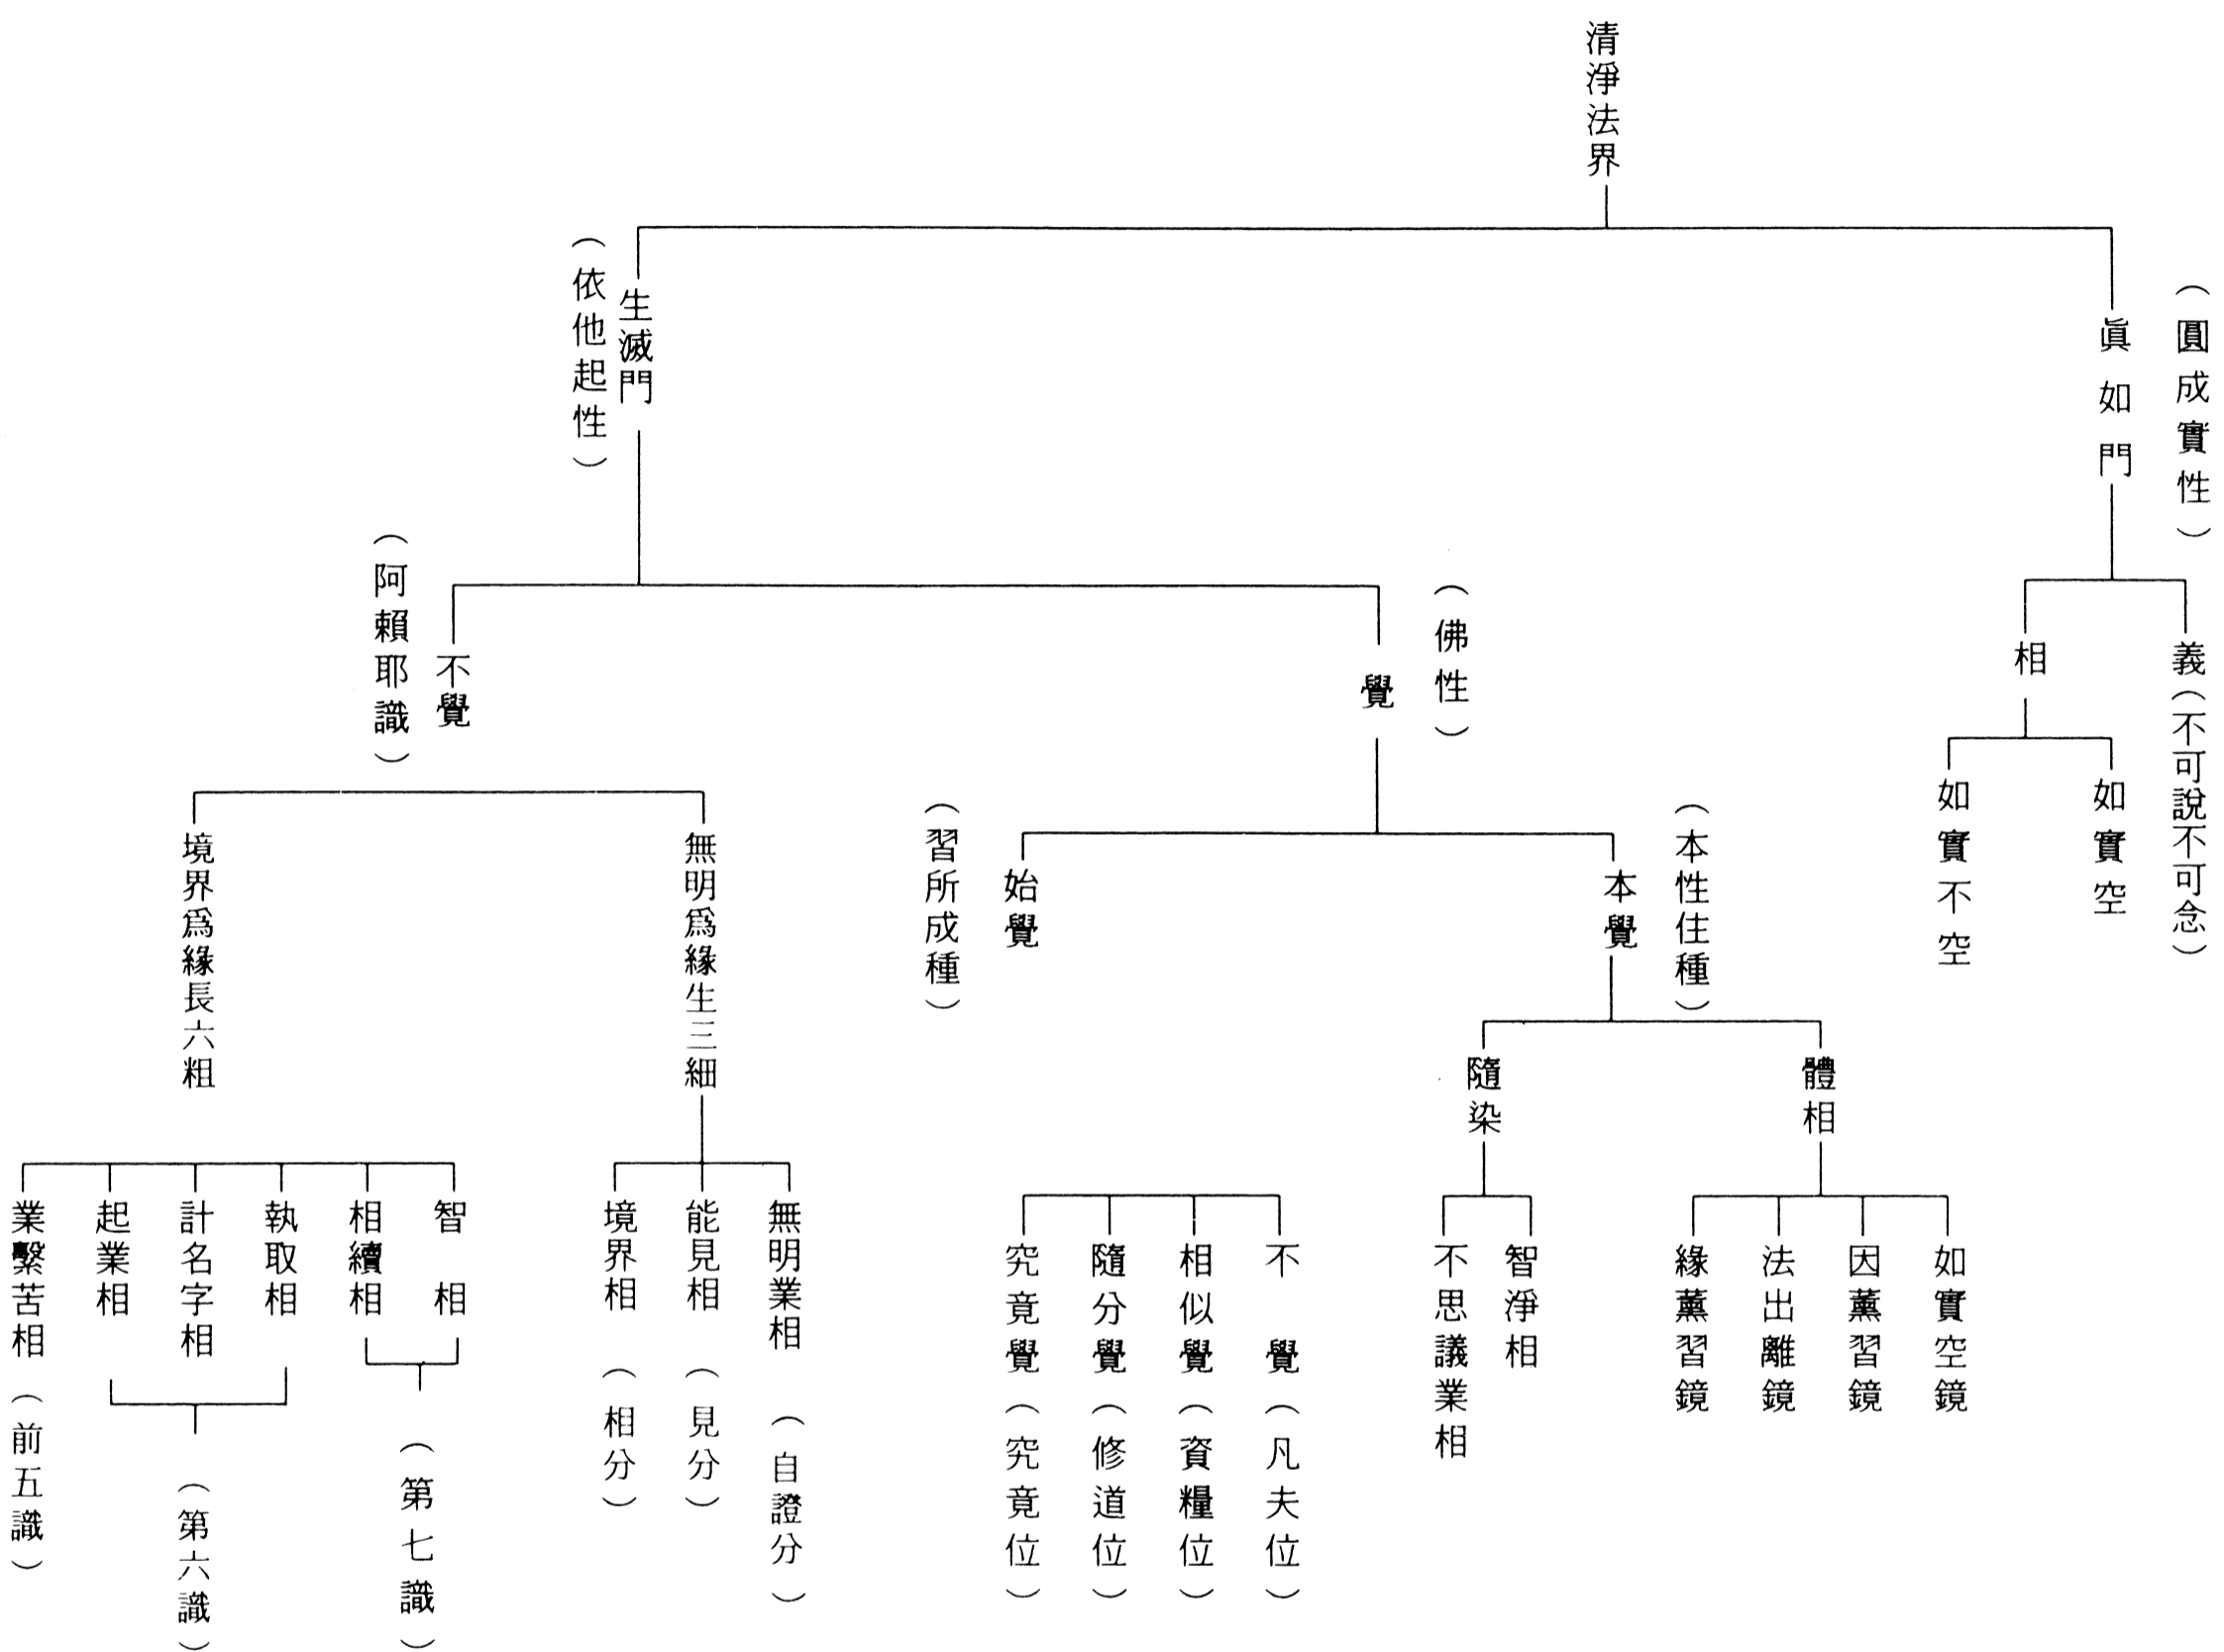 清淨法界
（圓成實性）
眞如門
義（不可說不可念）
相
如實空
如實不空
生滅門
（依他起性）
（佛性）
覺
（本性住種）
本覺
體相
如實空鏡
因薰習鏡
法出離鏡
緣薰習鏡
隨染
智淨相
不思議業相
始覺
（習所成種）
不覺（凡夫位）
相似覺（資糧位）
隨分覺（修道位）
究竟覺（究竟位）
不覺
（阿賴耶識）
無明爲緣生三細
無明業相（自證分）
能見相（見分）
境界相（相分）
境界爲緣長六粗
智相
相續相
（第七識）
執取相
計名字相
起業相
（第六識）
業繫苦相（前五識）